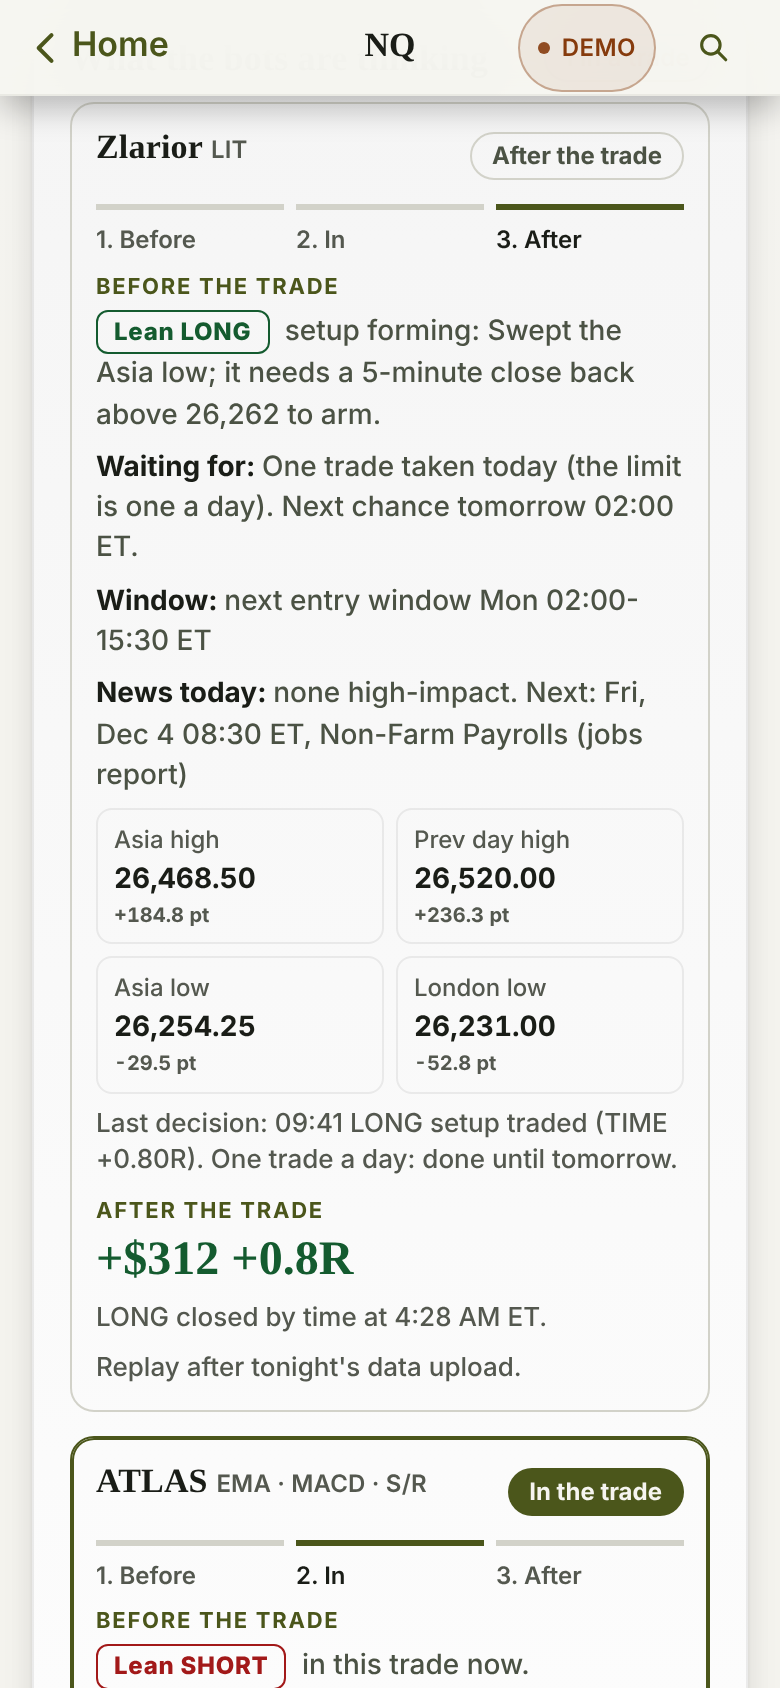 Home
NQ
DEMO
What the bots are thinking
Zlarior LIT
After the trade
1. Before
2. In
3. After
BEFORE THE TRADE
Lean LONG setup forming: Swept the
Asia low; it needs a 5-minute close back
above 26,262 to arm.
Waiting for: One trade taken today (the limit
is one a day). Next chance tomorrow 02:00
ET.
Window: next entry window Mon 02:00-
15:30 ET
News today: none high-impact. Next: Fri,
Dec 4 08:30 ET, Non-Farm Payrolls (jobs
report)
Asia high
26,468.50
+184.8 pt
Prev day high
26,520.00
+236.3 pt
Asia low
26,254.25
-29.5 pt
London low
26,231.00
-52.8 pt
Last decision: 09:41 LONG setup traded (TIME
+0.80R). One trade a day: done until tomorrow.
AFTER THE TRADE
+$312 +0.8R
LONG closed by time at 4:28 AM ET.
Replay after tonight's data upload.
ATLAS EMA · MACD · S/R
In the trade
1. Before
2. In
3. After
BEFORE THE TRADE
Lean SHORT in this trade now.